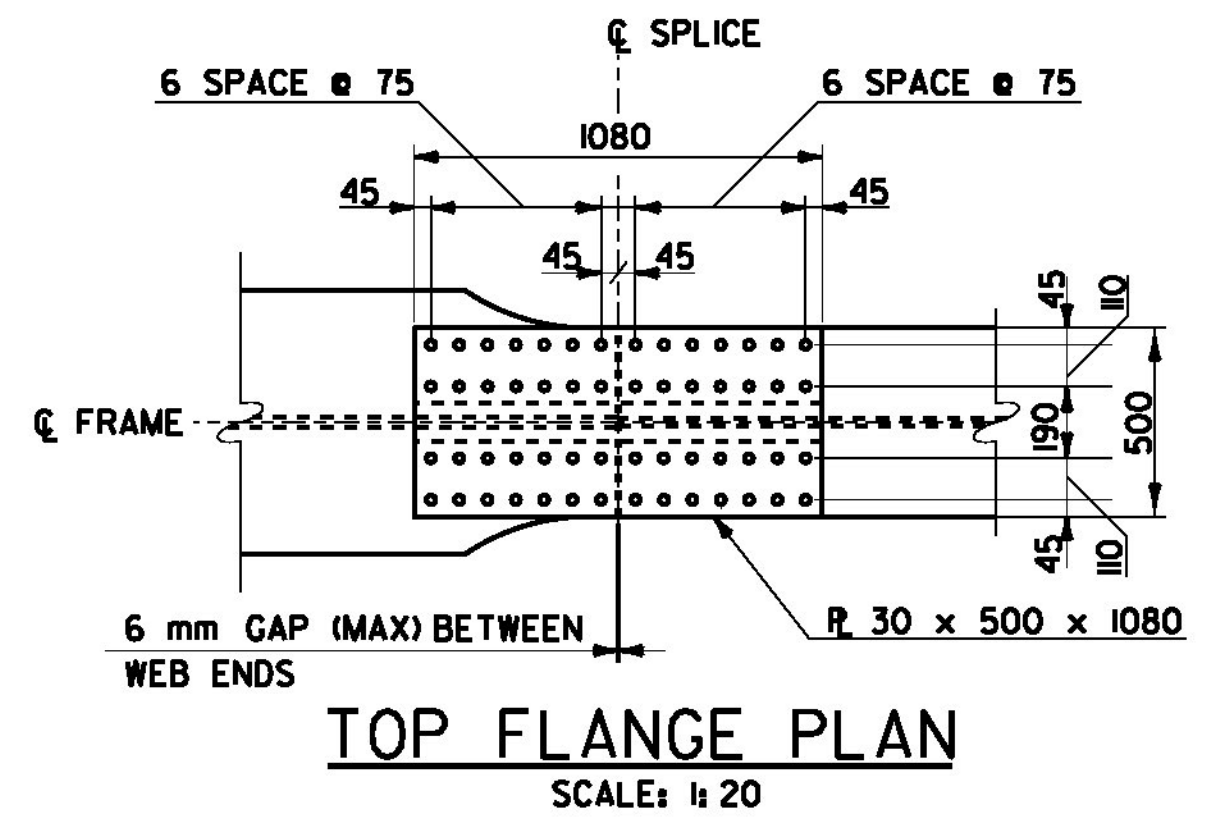 ℄ SPLICE
6 SPACE @ 75
6 SPACE @ 75
1080
45
45
45
45
45
110
℄ FRAME
190
500
45
110
6 mm GAP (MAX) BETWEEN
WEB ENDS
PL 30 x 500 x 1080
TOP FLANGE PLAN
SCALE: 1: 20